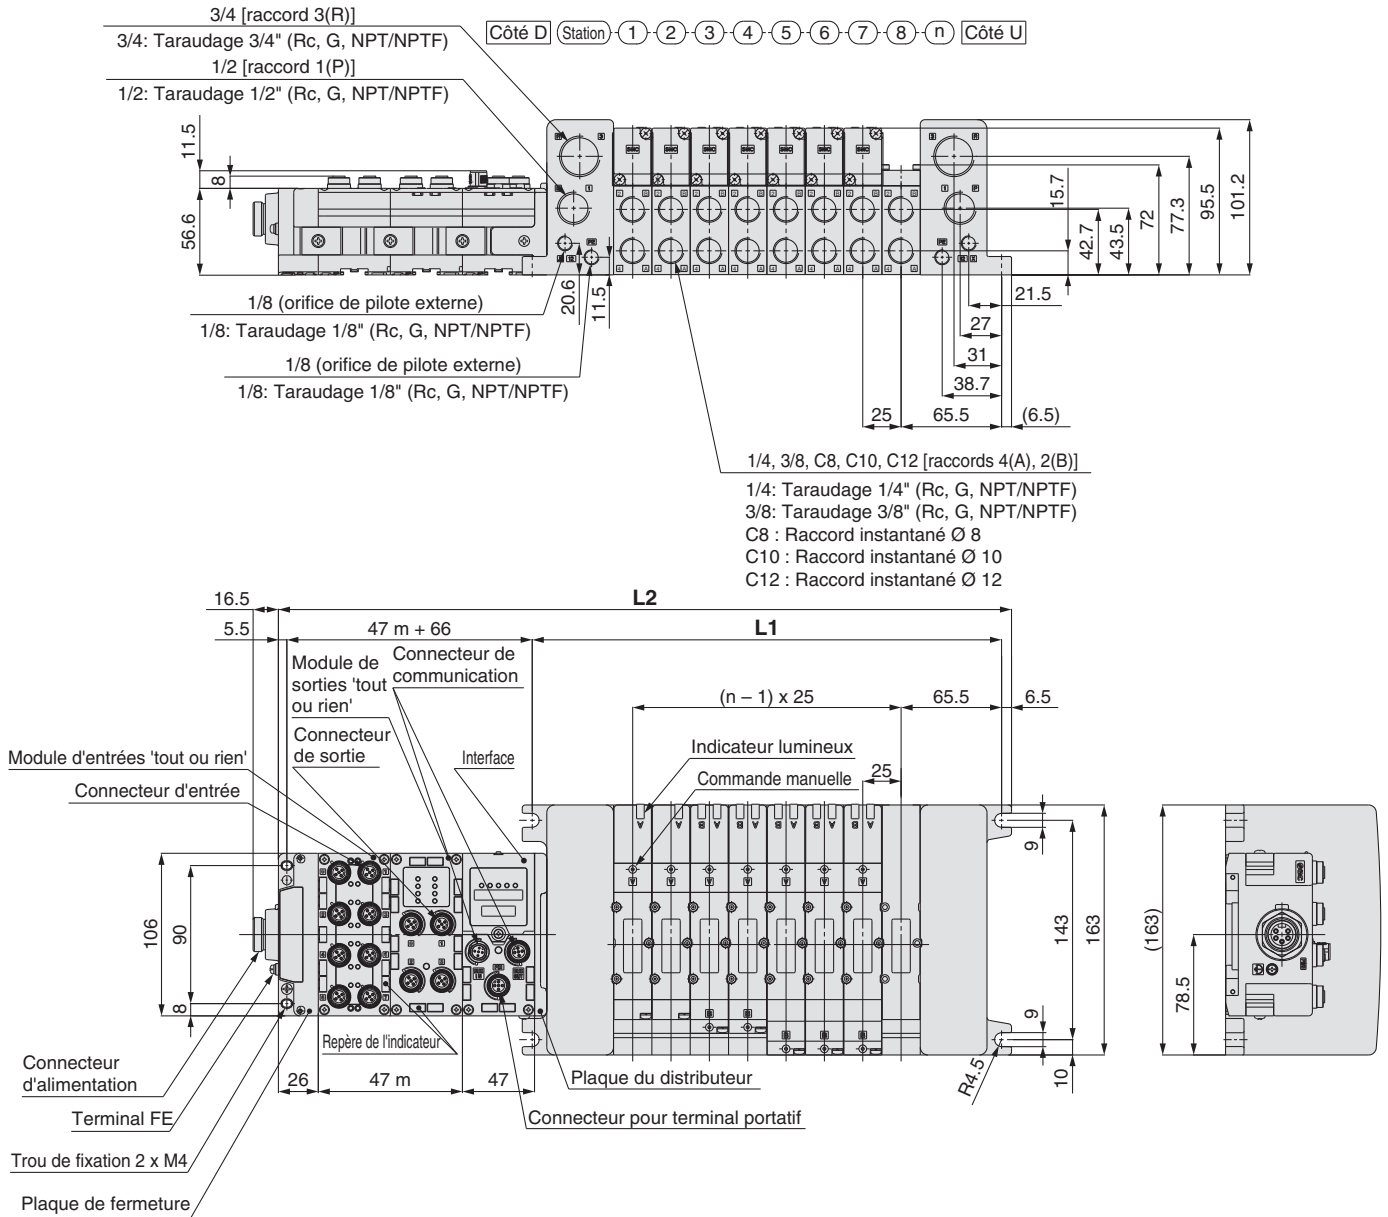 3/4 [raccord 3(R)]
3/4: Taraudage 3/4" (Rc, G, NPT/NPTF)
1/2 [raccord 1(P)]
1/2: Taraudage 1/2" (Rc, G, NPT/NPTF)
Côté D Station 1 2 3 4 5 6 7 8 n Côté U
11.5
8
56.6
15.7
42.7
43.5
72
77.3
95.5
101.2
20.6
11.5
21.5
27
31
38.7
25
65.5
(6.5)
1/8 (orifice de pilote externe)
1/8: Taraudage 1/8" (Rc, G, NPT/NPTF)
1/8 (orifice de pilote externe)
1/8: Taraudage 1/8" (Rc, G, NPT/NPTF)
1/4, 3/8, C8, C10, C12 [raccords 4(A), 2(B)]
1/4: Taraudage 1/4" (Rc, G, NPT/NPTF)
3/8: Taraudage 3/8" (Rc, G, NPT/NPTF)
C8 : Raccord instantané Ø 8
C10 : Raccord instantané Ø 10
C12 : Raccord instantané Ø 12
16.5
L2
5.5
47 m + 66
L1
Module de
sorties 'tout
ou rien'
Connecteur de
communication
(n – 1) x 25
65.5
6.5
Connecteur
de sortie
Interface
Indicateur lumineux
Commande manuelle
25
Module d'entrées 'tout ou rien'
Connecteur d'entrée
106
90
8
9
143
163
(163)
78.5
9
10
R4.5
Repère de l'indicateur
Connecteur
d'alimentation
26
47 m
47
Plaque du distributeur
Terminal FE
Connecteur pour terminal portatif
Trou de fixation 2 x M4
Plaque de fermeture